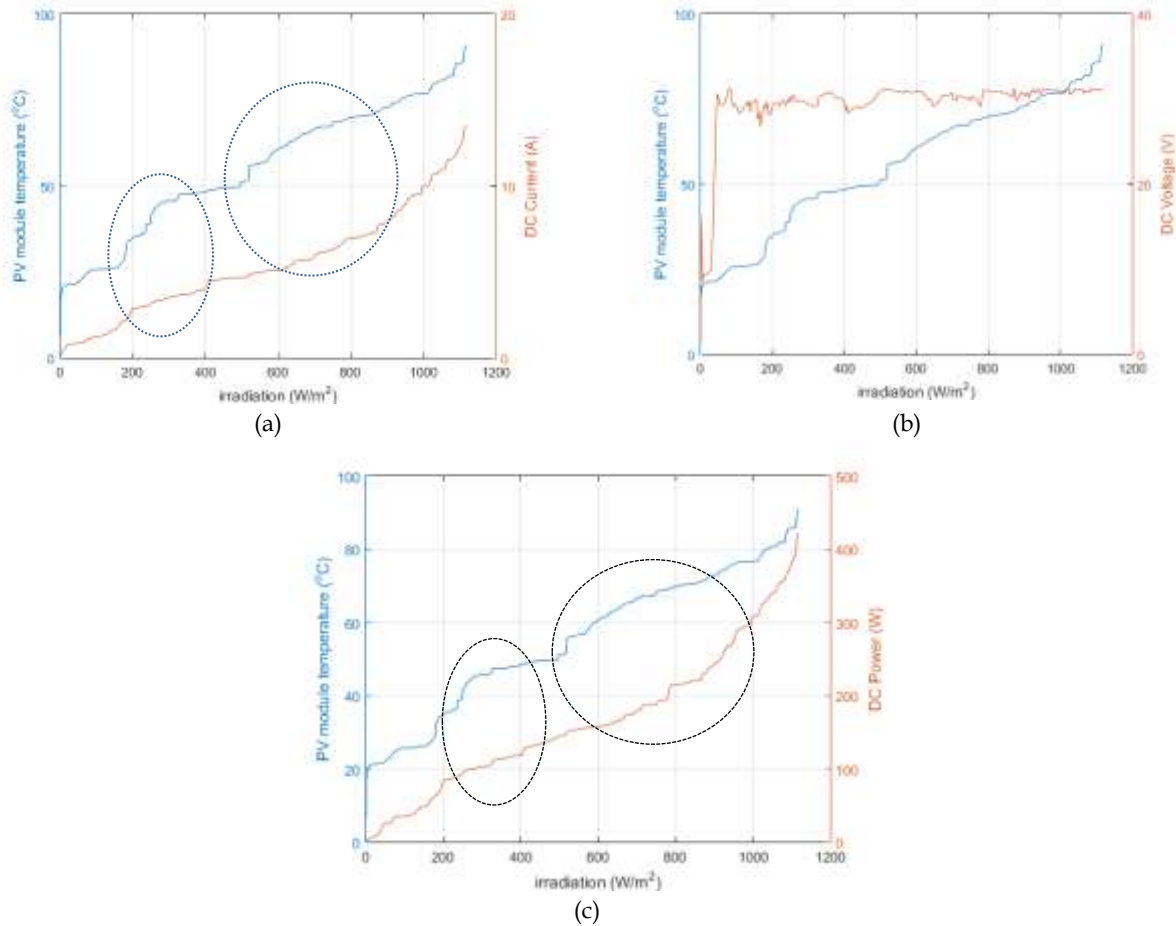 100
50
0
PV module temperature (°C)
20
10
0
DC Current (A)
0 200 400 600 800 1000 1200
irradiation (W/m²)
(a)
100
50
0
PV module temperature (°C)
40
20
0
DC Voltage (V)
0 200 400 600 800 1000 1200
irradiation (W/m²)
(b)
100
80
60
40
20
0
PV module temperature (°C)
500
400
300
200
100
0
DC Power (W)
0 200 400 600 800 1000 1200
irradiation (W/m²)
(c)